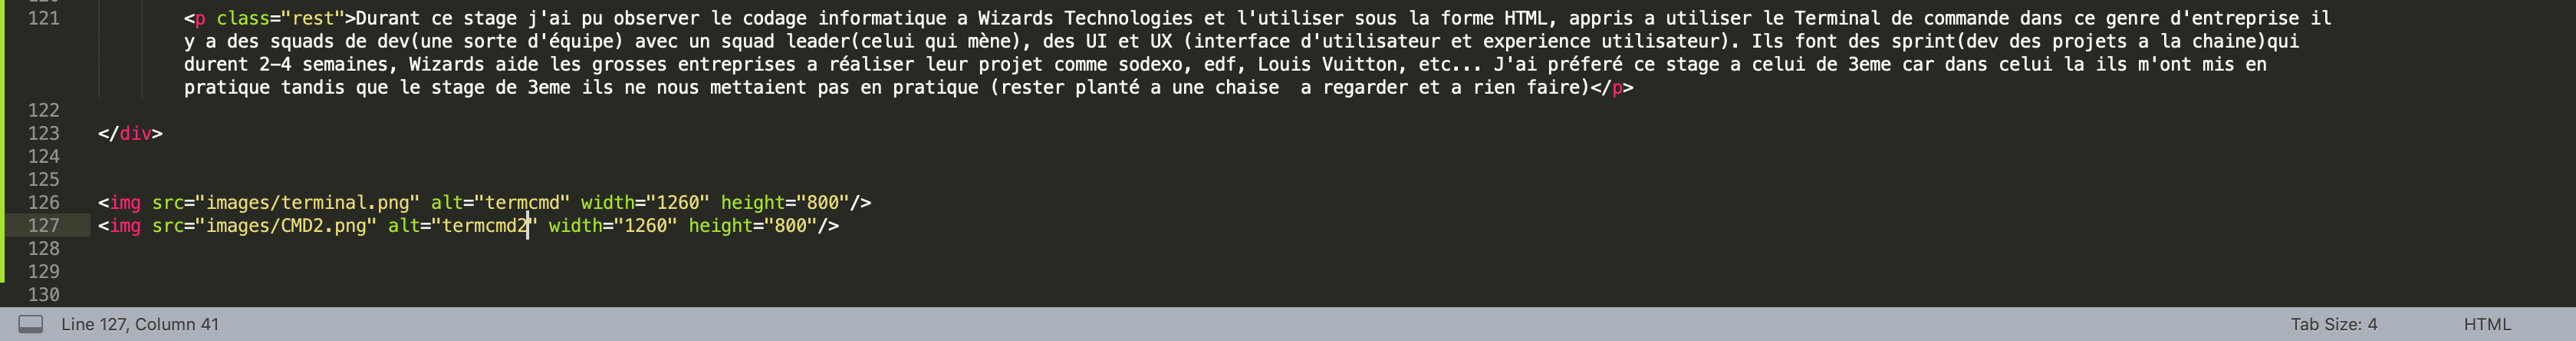 121 <p class="rest">Durant ce stage j'ai pu observer le codage informatique a Wizards Technologies et l'utiliser sous la forme HTML, appris a utiliser le Terminal de commande dans ce genre d'entreprise il
y a des squads de dev(une sorte d'équipe) avec un squad leader(celui qui mène), des UI et UX (interface d'utilisateur et experience utilisateur). Ils font des sprint(dev des projets a la chaine)qui
durent 2-4 semaines, Wizards aide les grosses entreprises a réaliser leur projet comme sodexo, edf, Louis Vuitton, etc... J'ai préferé ce stage a celui de 3eme car dans celui la ils m'ont mis en
pratique tandis que le stage de 3eme ils ne nous mettaient pas en pratique (rester planté a une chaise  a regarder et a rien faire)</p>
122
123 </div>
124
125
126 <img src="images/terminal.png" alt="termcmd" width="1260" height="800"/>
127 <img src="images/CMD2.png" alt="termcmd2" width="1260" height="800"/>
128
129
130
Line 127, Column 41 Tab Size: 4 HTML